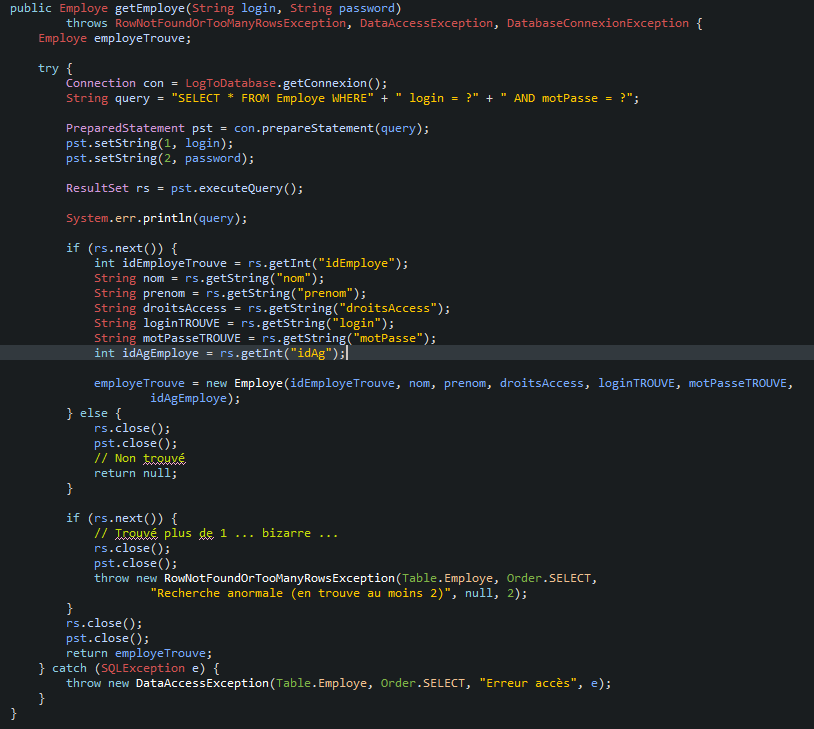 public Employe getEmploye(String login, String password)
throws RowNotFoundOrTooManyRowsException, DataAccessException, DatabaseConnexionException {
Employe employeTrouve;
try {
Connection con = LogToDatabase.getConnexion();
String query = "SELECT * FROM Employe WHERE" + " login = ?" + " AND motPasse = ?";
PreparedStatement pst = con.prepareStatement(query);
pst.setString(1, login);
pst.setString(2, password);
ResultSet rs = pst.executeQuery();
System.err.println(query);
if (rs.next()) {
int idEmployeTrouve = rs.getInt("idEmploye");
String nom = rs.getString("nom");
String prenom = rs.getString("prenom");
String droitsAccess = rs.getString("droitsAccess");
String loginTROUVE = rs.getString("login");
String motPasseTROUVE = rs.getString("motPasse");
int idAgEmploye = rs.getInt("idAg");
employeTrouve = new Employe(idEmployeTrouve, nom, prenom, droitsAccess, loginTROUVE, motPasseTROUVE,
idAgEmploye);
} else {
rs.close();
pst.close();
// Non trouvé
return null;
}
if (rs.next()) {
// Trouvé plus de 1 ... bizarre ...
rs.close();
pst.close();
throw new RowNotFoundOrTooManyRowsException(Table.Employe, Order.SELECT,
"Recherche anormale (en trouve au moins 2)", null, 2);
}
rs.close();
pst.close();
return employeTrouve;
} catch (SQLException e) {
throw new DataAccessException(Table.Employe, Order.SELECT, "Erreur accès", e);
}
}